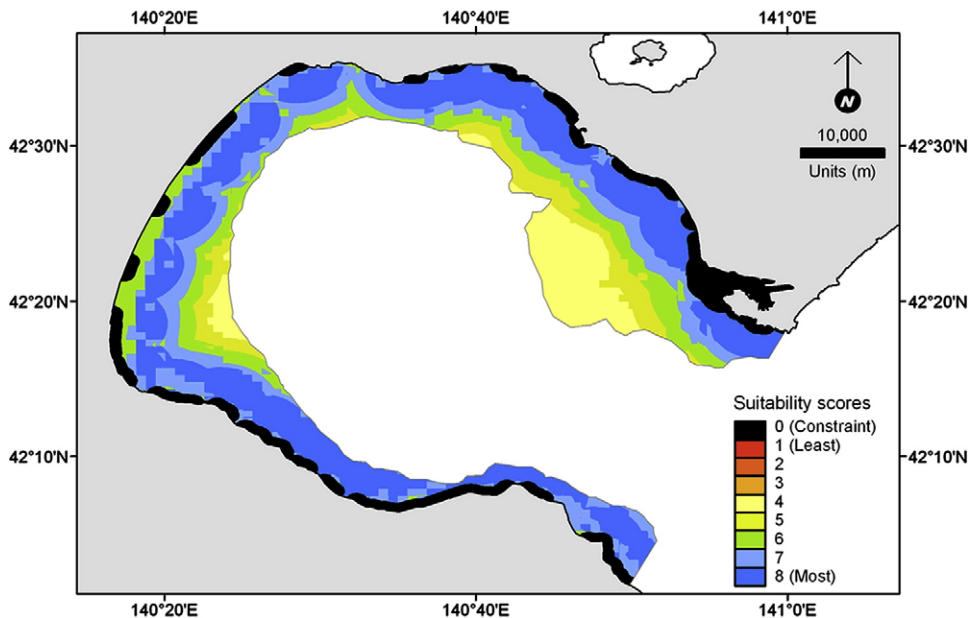 140°20'E 140°40'E 141°0'E
N
10,000
Units (m)
42°30'N 42°30'N
42°20'N 42°20'N
42°10'N 42°10'N
Suitability scores
0 (Constraint)
1 (Least)
2
3
4
5
6
7
8 (Most)
140°20'E 140°40'E 141°0'E